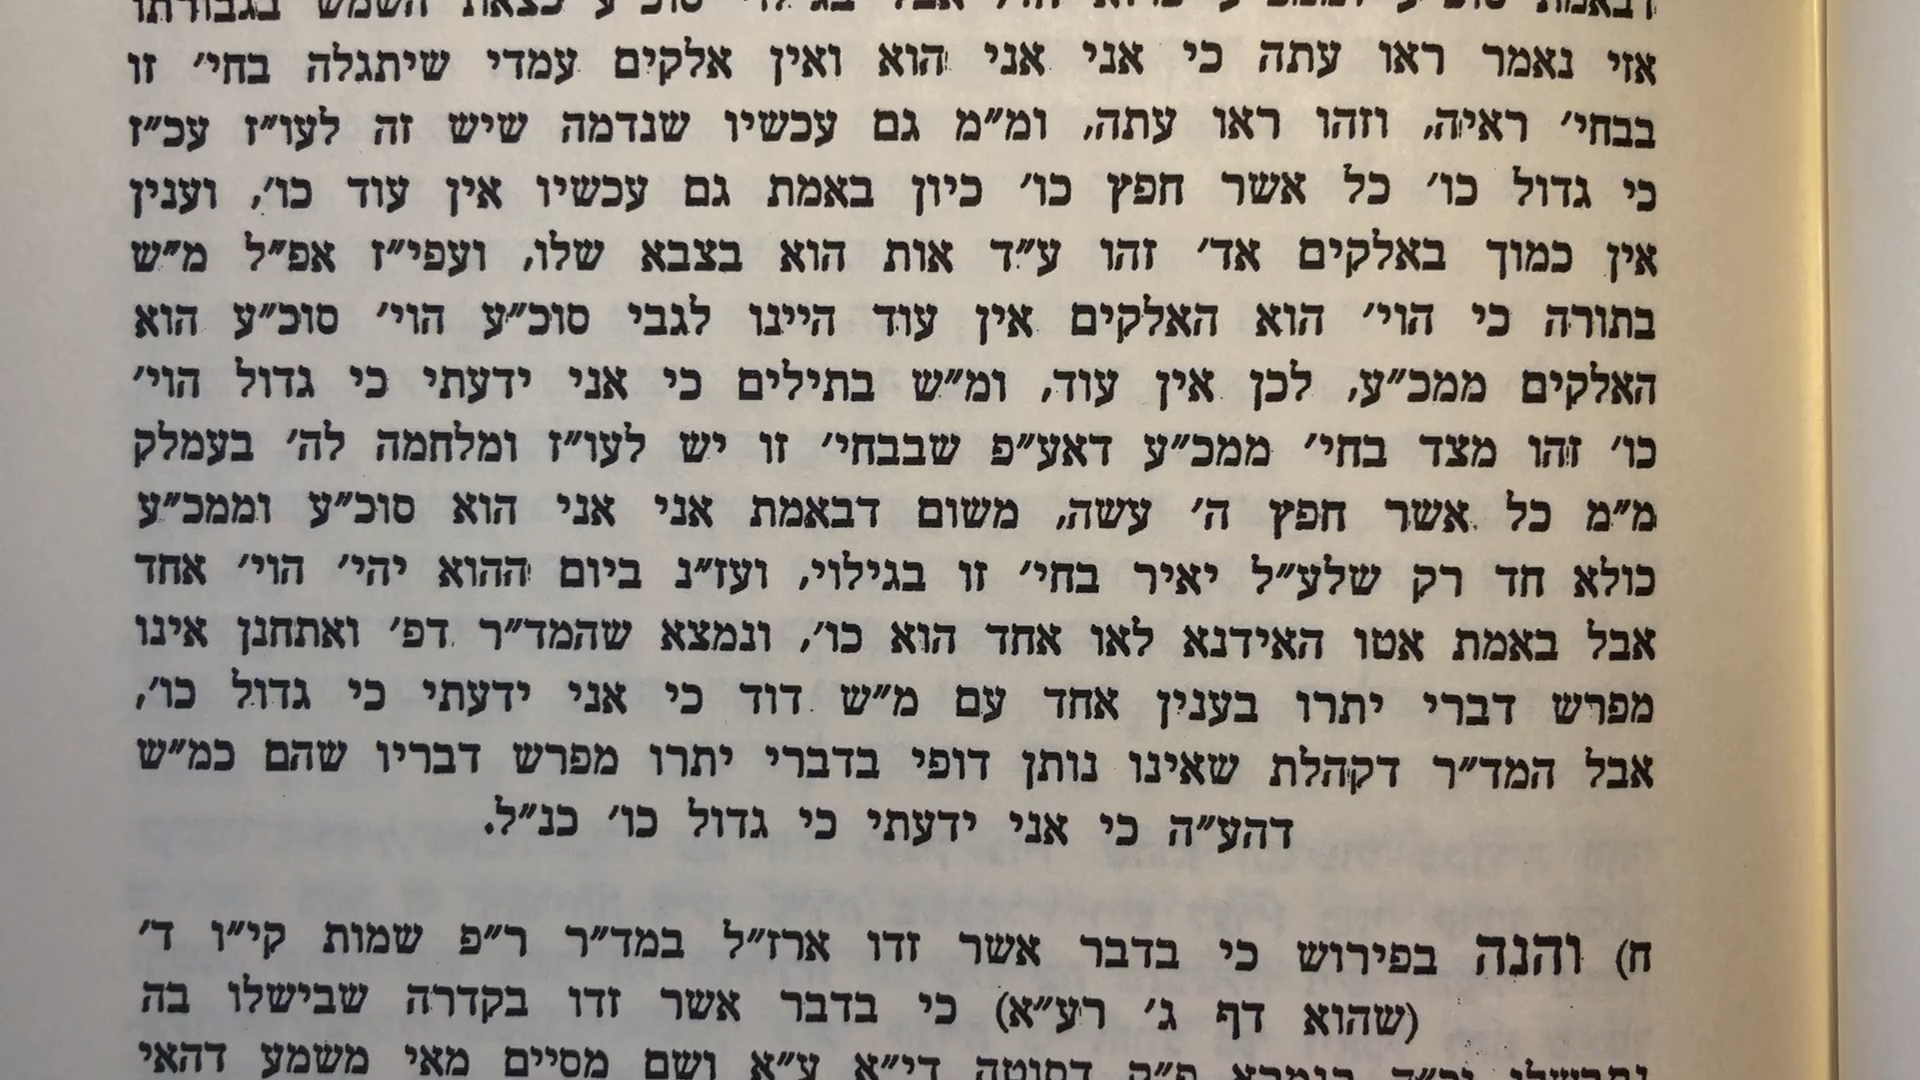 אזי נאמר ראו עתה כי אני אני הוא ואין אלקים עמדי שיתגלה בחי׳ זו
בבחי׳ ראיה, וזהו ראו עתה, ומ״מ גם עכשיו שנדמה שיש זה לעו״ז עכ״ז
כי גדול כו׳ כל אשר חפץ כו׳ כיון באמת גם עכשיו אין עוד כו׳, וענין
אין כמוך באלקים אד׳ זהו ע״ד אות הוא בצבא שלו, ועפי״ז אפ״ל מ״ש
בתורה כי הוי׳ הוא האלקים אין עוד היינו לגבי סוכ״ע הוי׳ סוכ״ע הוא
האלקים ממכ״ע, לכן אין עוד, ומ״ש בתילים כי אני ידעתי כי גדול הוי׳
כו׳ זהו מצד בחי׳ ממכ״ע דאע״פ שבבחי׳ זו יש לעו״ז ומלחמה לה׳ בעמלק
מ״מ כל אשר חפץ ה׳ עשה, משום דבאמת אני אני הוא סוכ״ע וממכ״ע
כולא חד רק שלע״ל יאיר בחי׳ זו בגילוי, ועז״נ ביום ההוא יהי׳ הוי׳ אחד
אבל באמת אטו האידנא לאו אחד הוא כו׳, ונמצא שהמד״ר דפ׳ ואתחנן אינו
מפרש דברי יתרו בענין אחד עם מ״ש דוד כי אני ידעתי כי גדול כו׳,
אבל המד״ר דקהלת שאינו נותן דופי בדברי יתרו מפרש דבריו שהם כמ״ש
דהע״ה כי אני ידעתי כי גדול כו׳ כנ״ל.
ח) והנה בפירוש כי בדבר אשר זדו ארז״ל במד״ר ר״פ שמות קי״ו ד׳
(שהוא דף ג׳ רע״א) כי בדבר אשר זדו בקדרה שבישלו בה
דסוטה די״א ע״א ושם מסיים מאי משמע דהאי